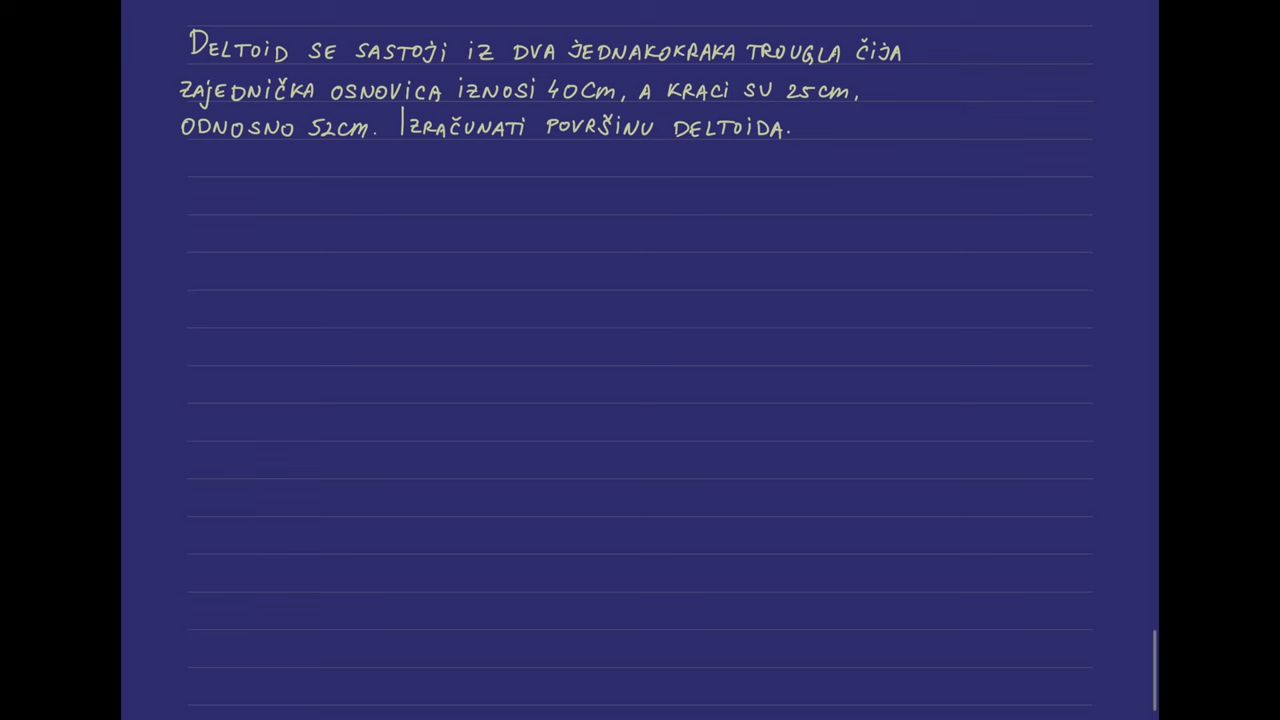 DELTOID SE SASTOJI IZ DVA JEDNAKOKRAKA TROUGLA ČIJA
ZAJEDNIČKA OSNOVICA IZNOSI 40cm, A KRACI SU 25cm,
ODNOSNO 52cm. IZRAČUNATI POVRŠINU DELTOIDA.